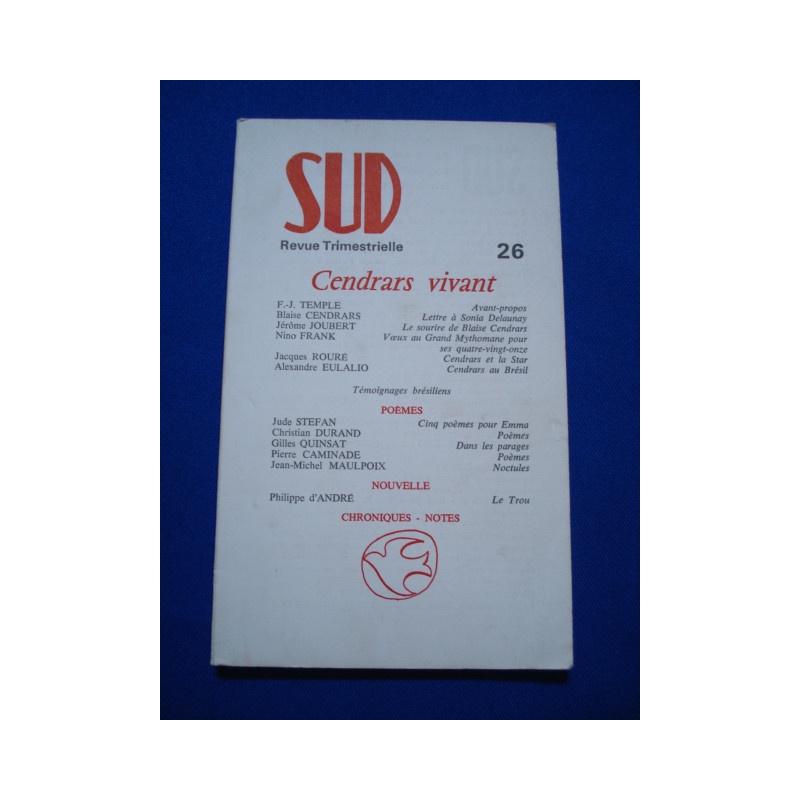 SUD
Revue Trimestrielle 26
Cendrars vivant
F.-J. TEMPLE Avant-propos
Blaise CENDRARS Lettre à Sonia Delaunay
Jérôme JOUBERT Le sourire de Blaise Cendrars
Nino FRANK Vœux au Grand Mythomane pour
ses quatre-vingt-onze
Jacques ROURÉ Cendrars et la Star
Alexandre EULALIO Cendrars au Brésil
Témoignages brésiliens
POÈMES
Jude STEFAN Cinq poèmes pour Emma
Christian DURAND Poèmes
Gilles QUINSAT Dans les parages
Pierre CAMINADE Poèmes
Jean-Michel MAULPOIX Noctules
NOUVELLE
Philippe d'ANDRÉ Le Trou
CHRONIQUES - NOTES